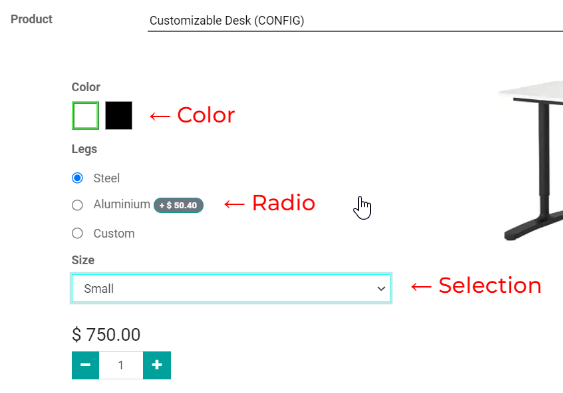 Product Customizable Desk (CONFIG)
Color
← Color
Legs
Steel
Aluminium + $ 50.40 ← Radio
Custom
Size
Small ← Selection
$ 750.00
− 1 +